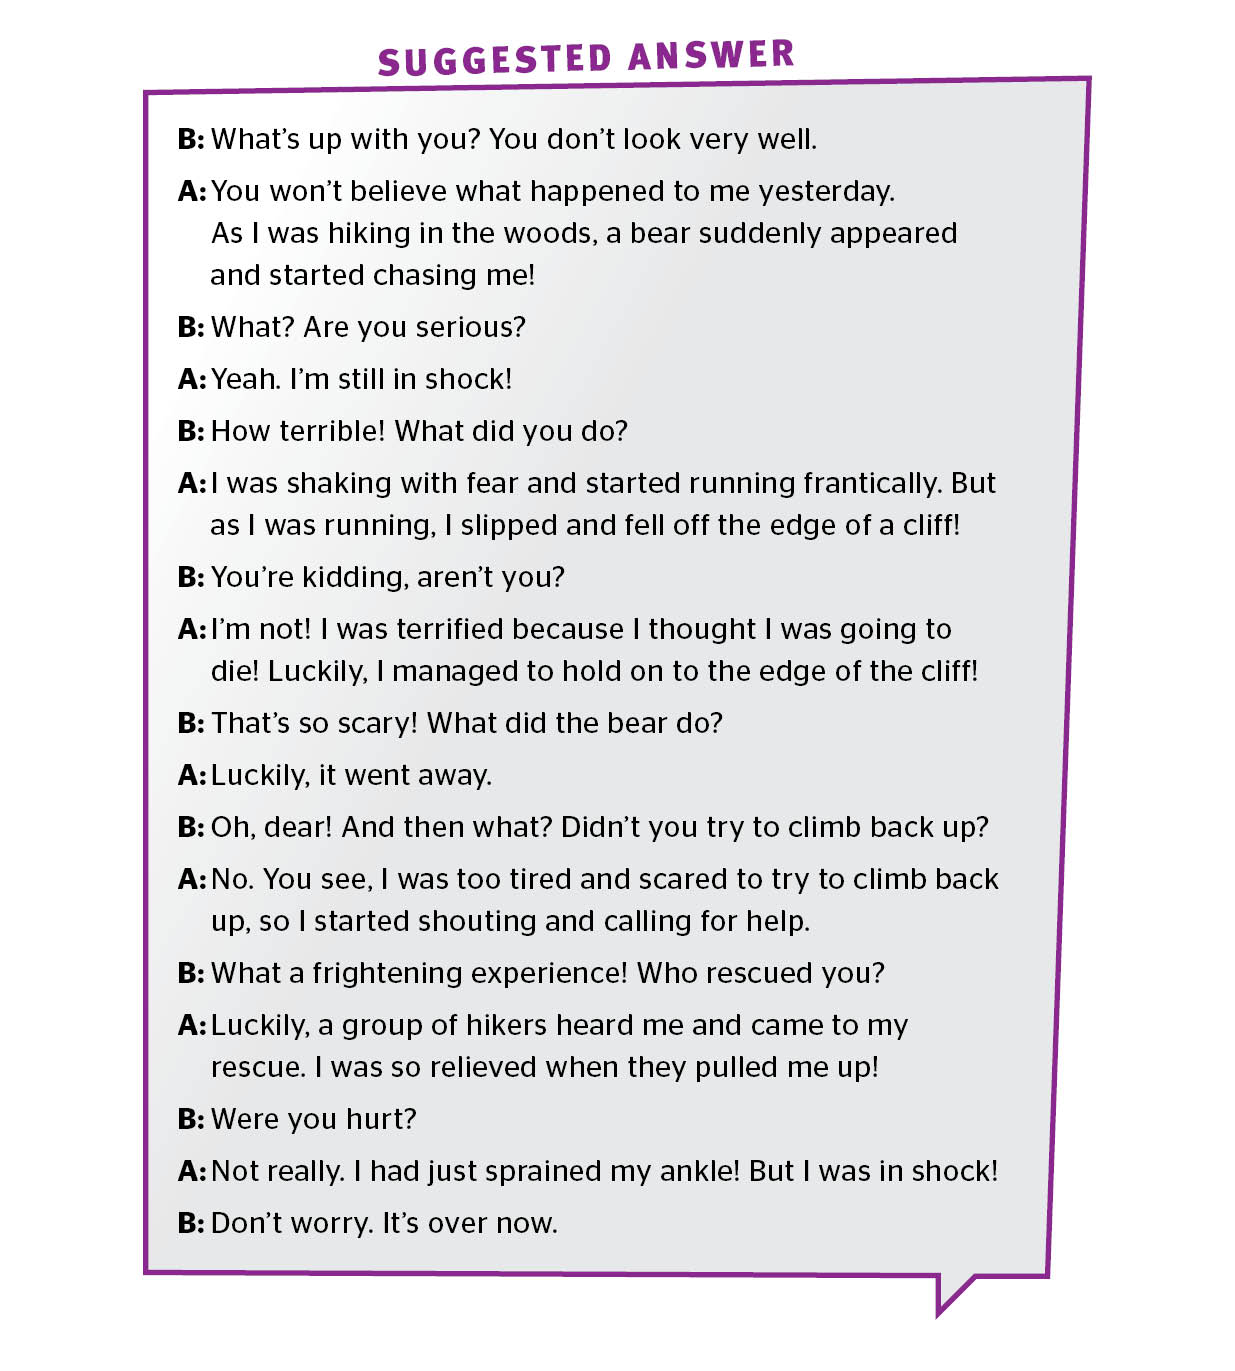 SUGGESTED ANSWER
B: What’s up with you? You don’t look very well.
A: You won’t believe what happened to me yesterday.
As I was hiking in the woods, a bear suddenly appeared
and started chasing me!
B: What? Are you serious?
A: Yeah. I’m still in shock!
B: How terrible! What did you do?
A: I was shaking with fear and started running frantically. But
as I was running, I slipped and fell off the edge of a cliff!
B: You’re kidding, aren’t you?
A: I’m not! I was terrified because I thought I was going to
die! Luckily, I managed to hold on to the edge of the cliff!
B: That’s so scary! What did the bear do?
A: Luckily, it went away.
B: Oh, dear! And then what? Didn’t you try to climb back up?
A: No. You see, I was too tired and scared to try to climb back
up, so I started shouting and calling for help.
B: What a frightening experience! Who rescued you?
A: Luckily, a group of hikers heard me and came to my
rescue. I was so relieved when they pulled me up!
B: Were you hurt?
A: Not really. I had just sprained my ankle! But I was in shock!
B: Don’t worry. It’s over now.